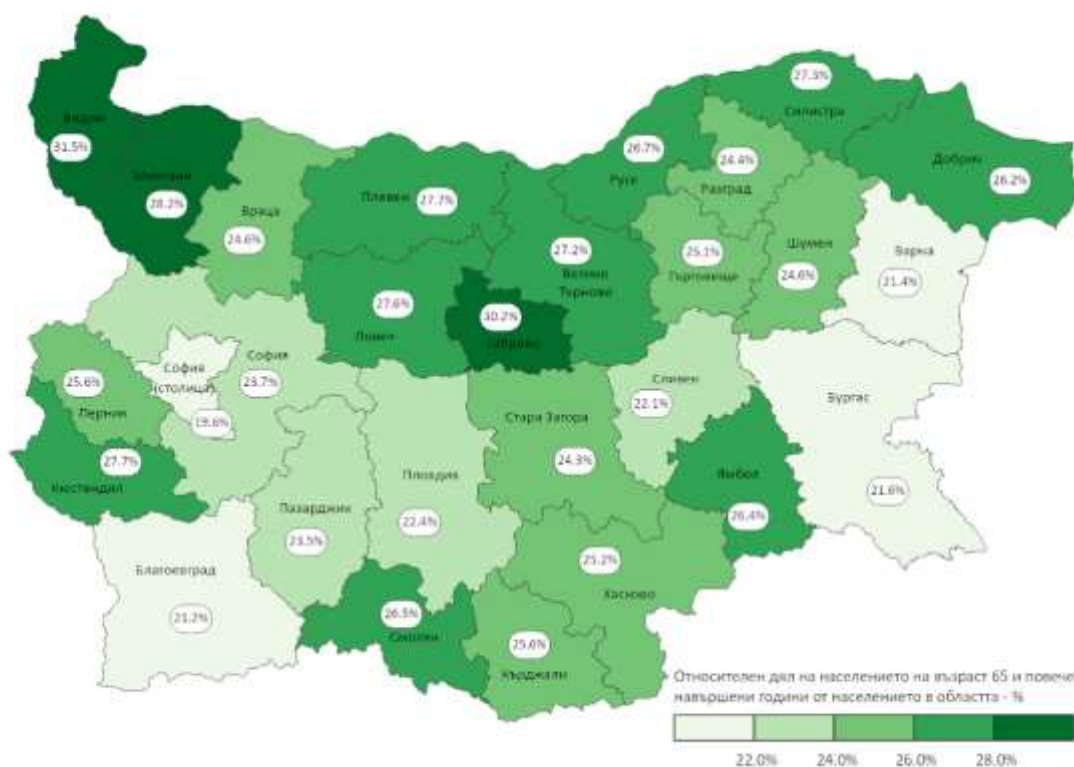 27.3%
Силистра
Видин
31.5%
26.7%
Русе
24.4%
Разград
Добрич
26.2%
Монтана
28.2%
Плевен 27.7%
Враца
24.6%
27.2%
Велико
Търново
25.1%
Търговище
Шумен
24.6%
Варна
21.4%
27.6%
Ловеч
30.2%
Габрово
София
(столица)
19.6%
София
23.7%
25.6%
Перник
Сливен
22.1%
Бургас
21.6%
Стара Загора
24.3%
27.7%
Кюстендил
Пловдив
22.4%
Ямбол
26.4%
Пазарджик
23.5%
Благоевград
21.2%
25.2%
Хасково
26.5%
Смолян
25.6%
Кърджали
Относителен дял на населението на възраст 65 и повече
навършени години от населението в областта - %
22.0% 24.0% 26.0% 28.0%